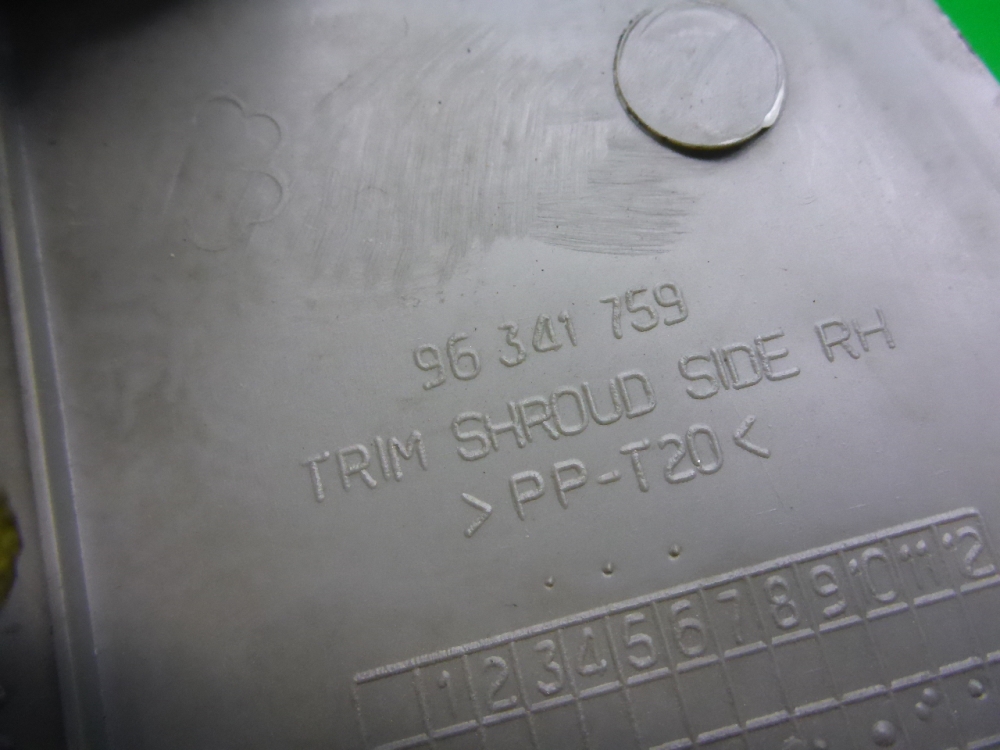 96 341 759
TRIM SHROUD SIDE RH
>PP-T20<
1 2 3 4 5 6 7 8 9 10 11 12